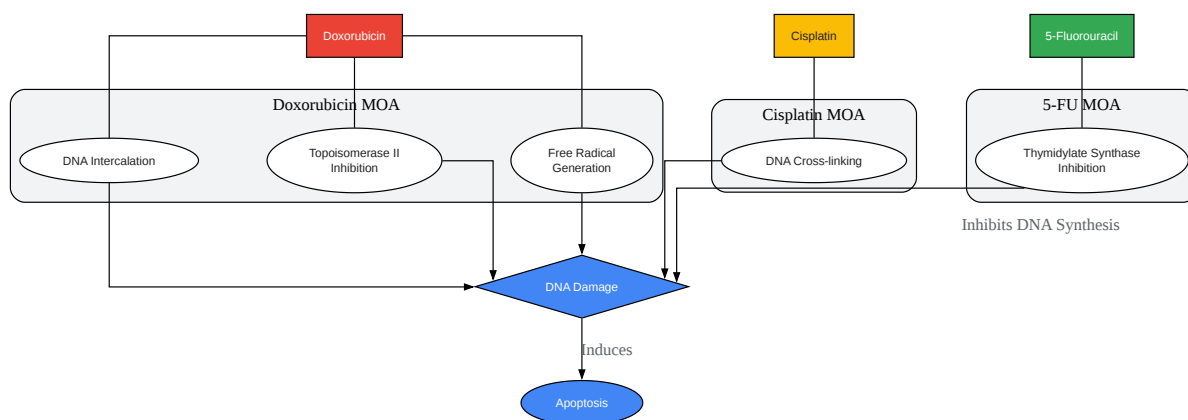 Doxorubicin
Cisplatin
5-Fluorouracil
Doxorubicin MOA
Cisplatin MOA
5-FU MOA
DNA Intercalation
Topoisomerase II
Inhibition
Free Radical
Generation
DNA Cross-linking
Thymidylate Synthase
Inhibition
Inhibits DNA Synthesis
DNA Damage
Induces
Apoptosis